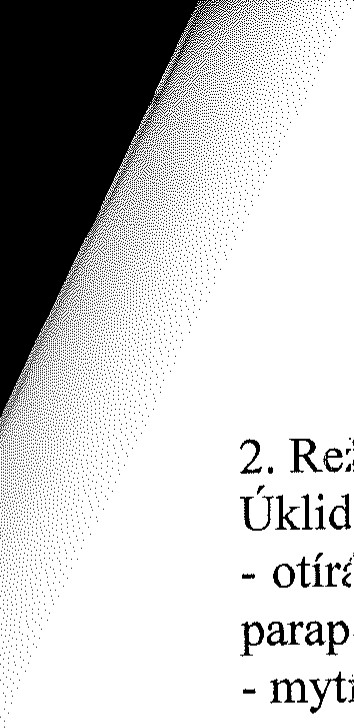 2. Re
Úklid
- otír
parap
- myt